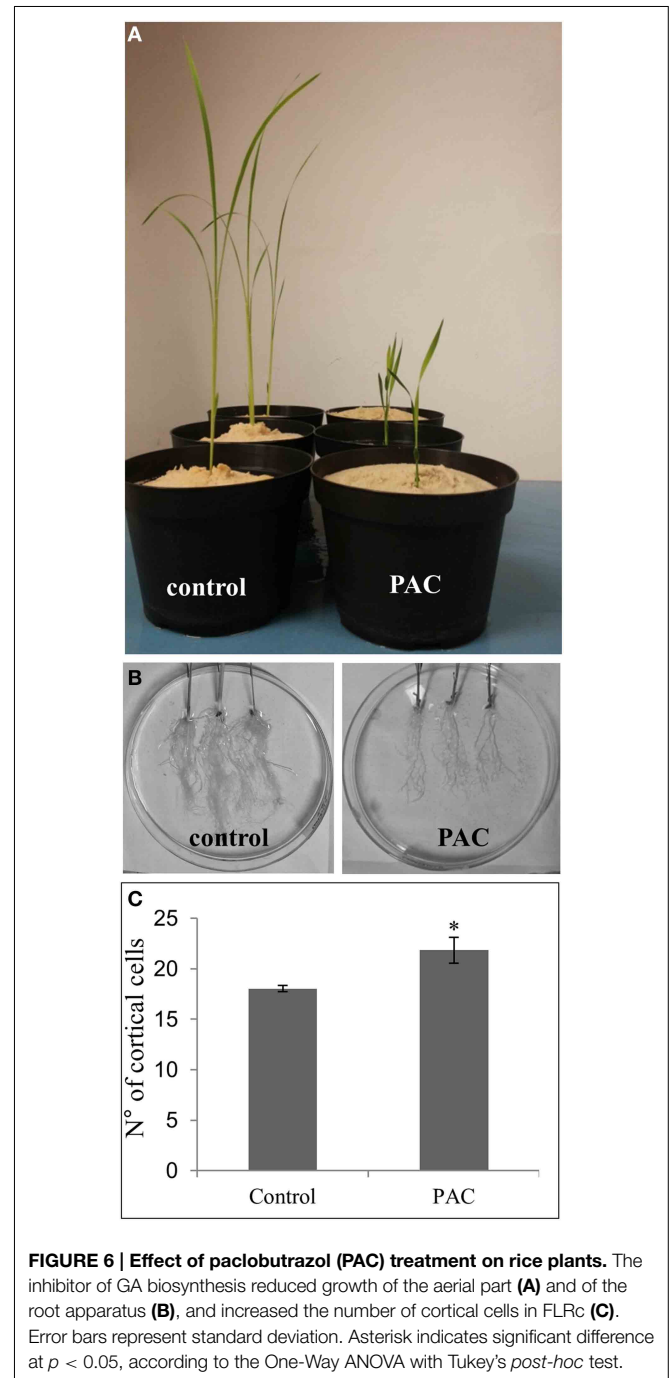 A
control
PAC
B
control
PAC
C
N° of cortical cells
25
20
15
10
5
0
*
Control
PAC
FIGURE 6 | Effect of paclobutrazol (PAC) treatment on rice plants. The
inhibitor of GA biosynthesis reduced growth of the aerial part (A) and of the
root apparatus (B), and increased the number of cortical cells in FLRc (C).
Error bars represent standard deviation. Asterisk indicates significant difference
at p < 0.05, according to the One-Way ANOVA with Tukey's post-hoc test.